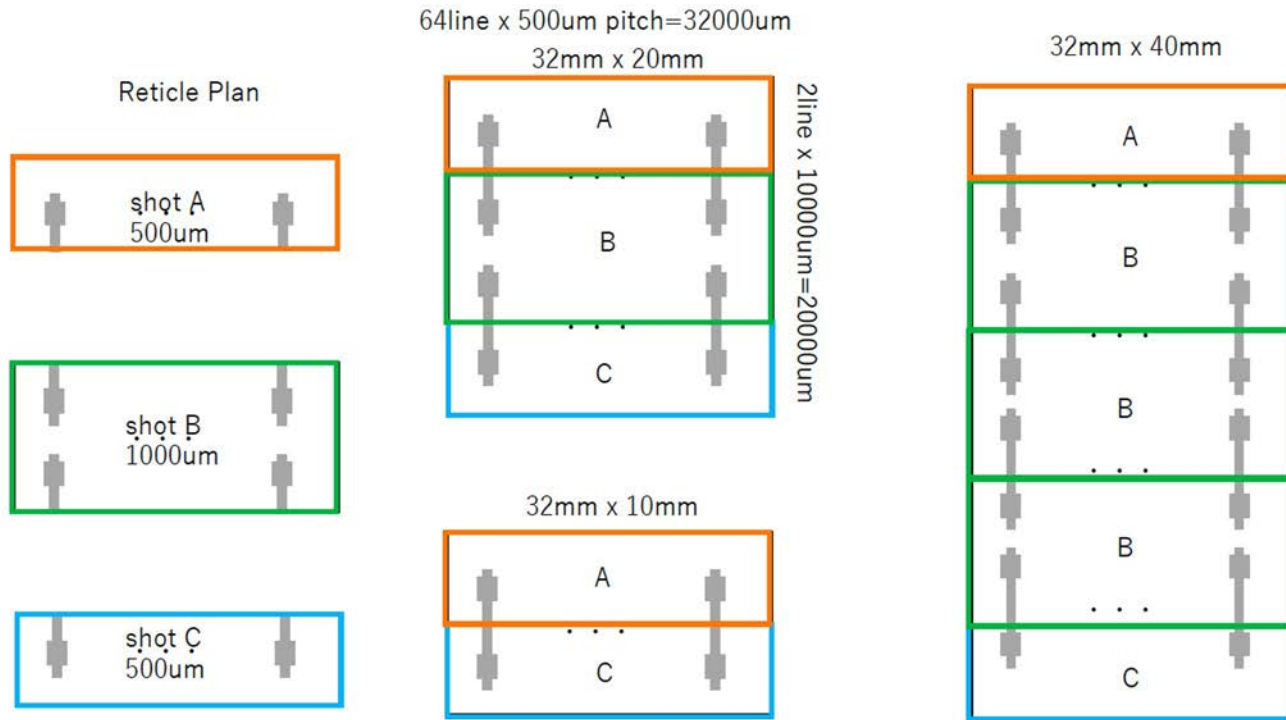 Reticle Plan
shot A
500um
shot B
1000um
shot C
500um
64line x 500um pitch=32000um
32mm x 20mm
A
B
C
2line x 10000um=20000um
32mm x 10mm
A
C
32mm x 40mm
A
B
B
B
C